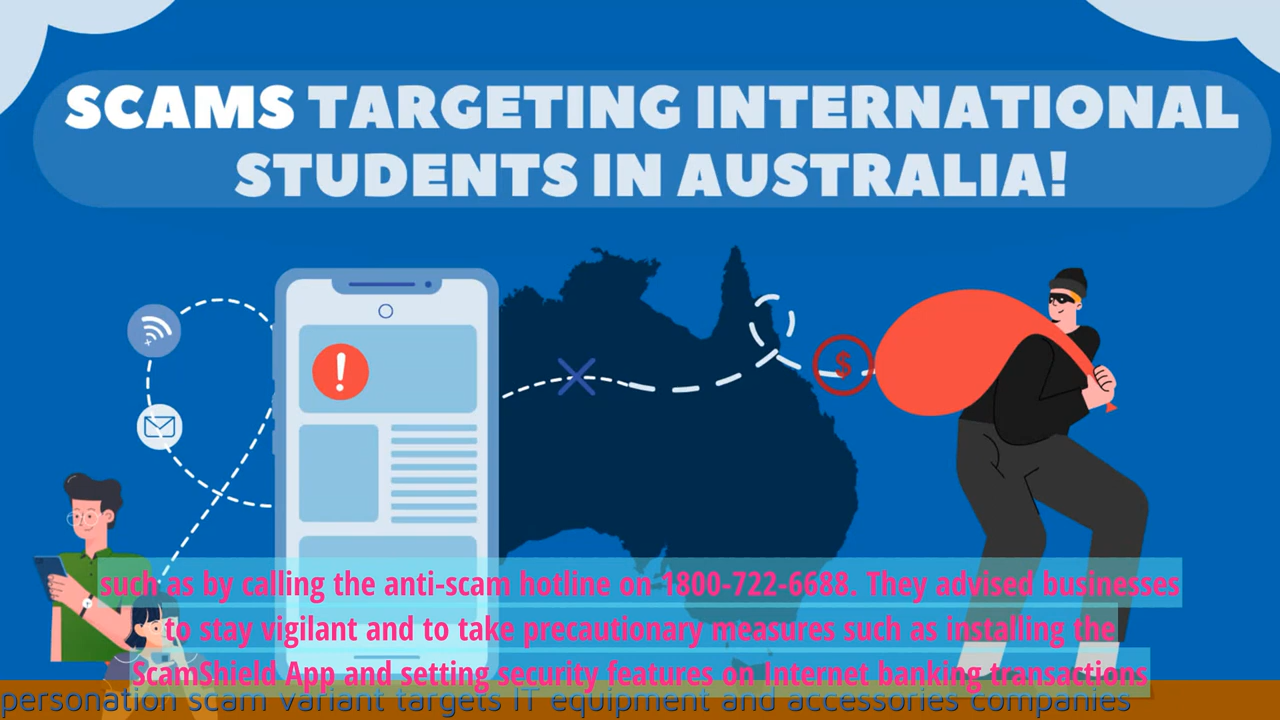 SCAMS TARGETING INTERNATIONAL
STUDENTS IN AUSTRALIA!
$
such as by calling the anti-scam hotline on 1800-722-6688. They advised businesses
to stay vigilant and to take precautionary measures such as installing the
ScamShield App and setting security features on Internet banking transactions
personation scam variant targets IT equipment and accessories companies